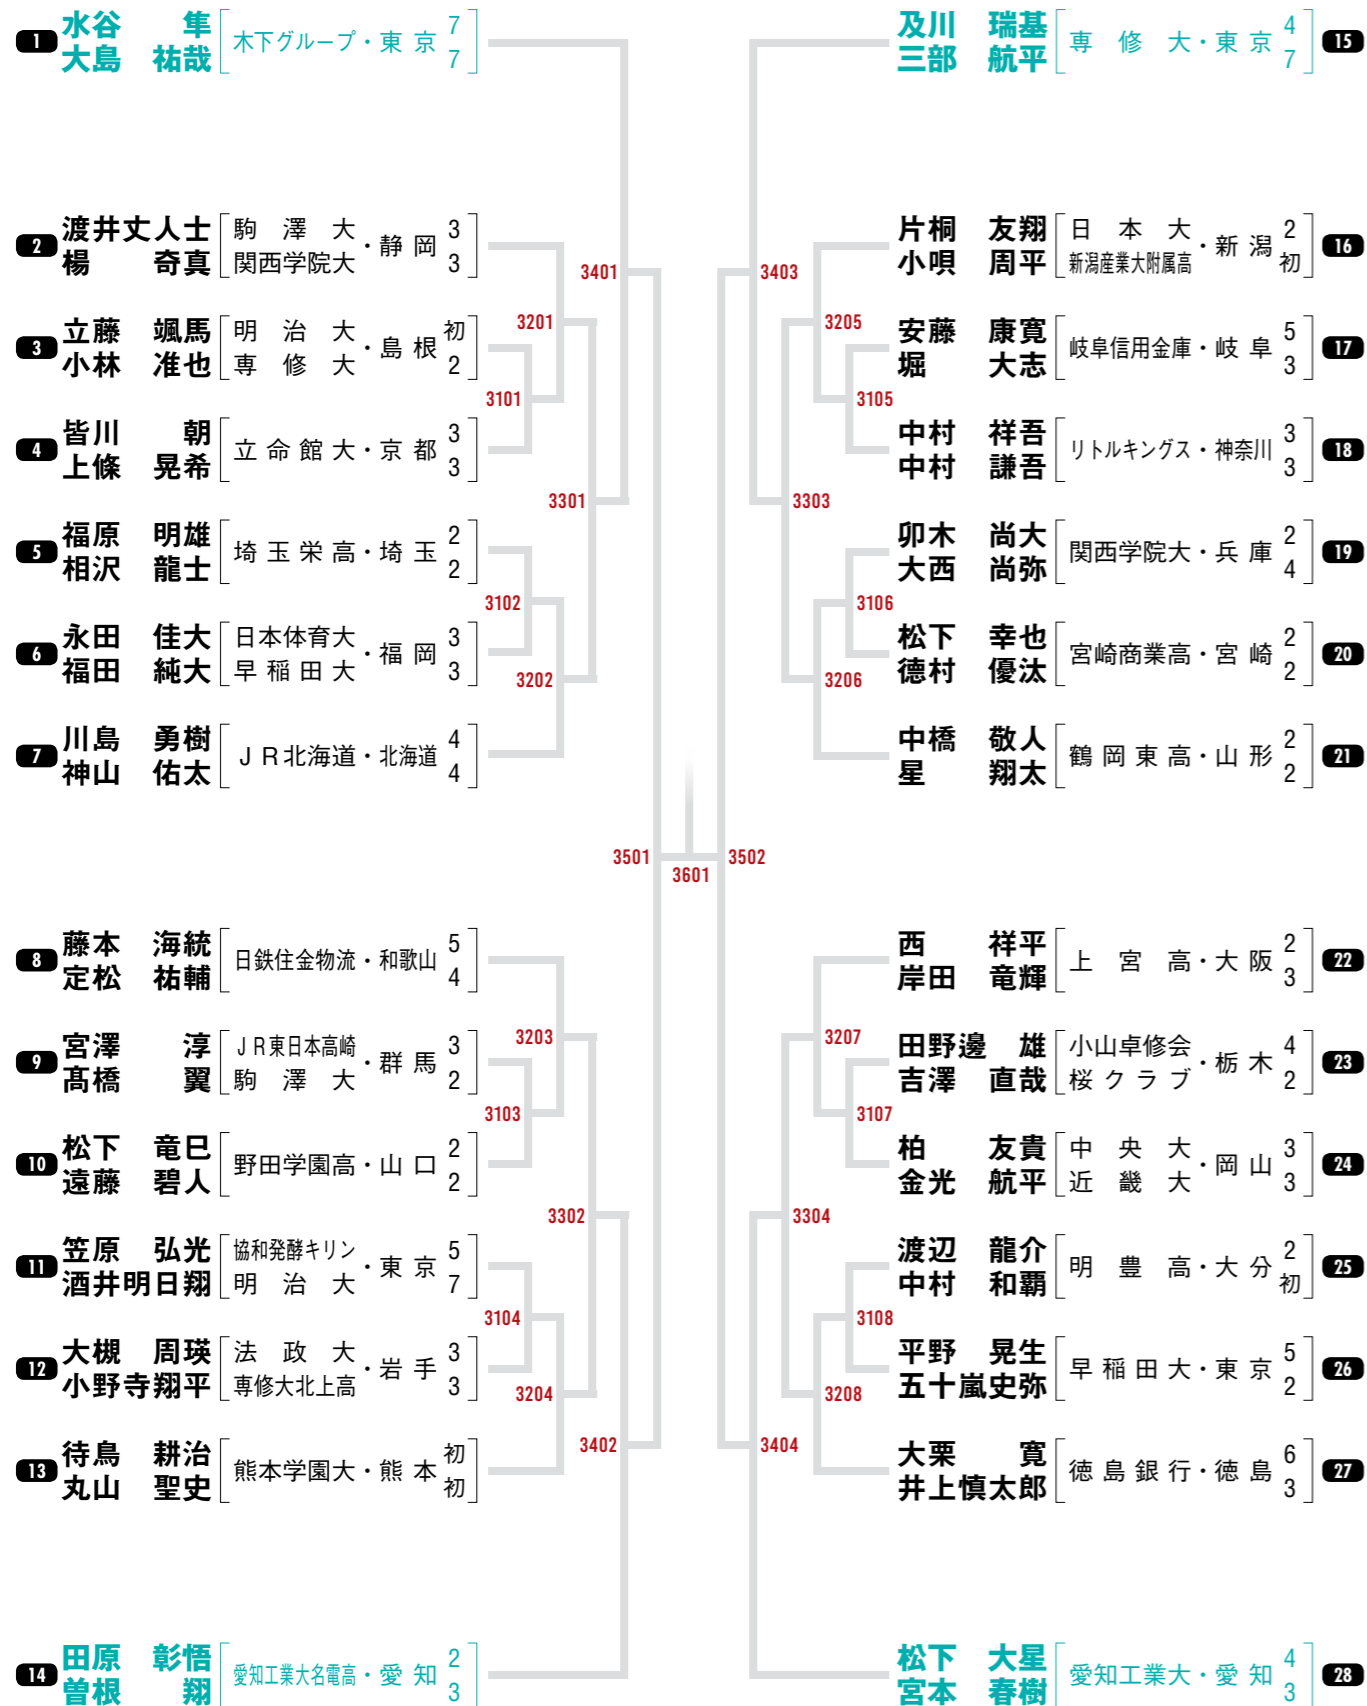 1 水谷 隼 大島 祐哉 [木下グループ・東京 7 7]
2 渡井丈人士 楊 奇真 [駒澤大 関西学院大・静岡 3 3]
3 立藤 颯馬 小林 准也 [明治大 専修大・島根 初 2]
4 皆川 朝 上條 晃希 [立命館大・京都 3 3]
5 福原 明雄 相沢 龍士 [埼玉栄高・埼玉 2 2]
6 永田 佳大 福田 純大 [日本体育大 早稲田大・福岡 3 3]
7 川島 勇樹 神山 佑太 [JR北海道・北海道 4 4]
3401
3201
3101
3301
3102
3202
8 藤本 海統 定松 祐輔 [日鉄住金物流・和歌山 5 4]
9 宮澤 淳 髙橋 翼 [JR東日本高崎 駒澤大・群馬 3 2]
10 松下 竜巳 遠藤 碧人 [野田学園高・山口 2 2]
11 笠原 弘光 酒井明日翔 [協和発酵キリン 明治大・東京 5 7]
12 大槻 周瑛 小野寺翔平 [法政大 専修大北上高・岩手 3 3]
13 待鳥 耕治 丸山 聖史 [熊本学園大・熊本 初 初]
14 田原 彰悟 曽根 翔 [愛知工業大名電高・愛知 2 3]
3203
3103
3302
3104
3204
3402
3501
3601
3502
15 及川 瑞基 三部 航平 [専修大・東京 4 7]
16 片桐 友翔 小唄 周平 [日本大 新潟産業大附属高・新潟 2 初]
17 安藤 康寛 堀 大志 [岐阜信用金庫・岐阜 5 3]
18 中村 祥吾 中村 謙吾 [リトルキングス・神奈川 3 3]
19 卯木 尚大 大西 尚弥 [関西学院大・兵庫 2 4]
20 松下 幸也 德村 優汰 [宮崎商業高・宮崎 2 2]
21 中橋 敬人 星 翔太 [鶴岡東高・山形 2 2]
3403
3205
3105
3303
3106
3206
22 西 祥平 岸田 竜輝 [上宮高・大阪 2 3]
23 田野邊 雄 吉澤 直哉 [小山卓修会 桜クラブ・栃木 4 2]
24 柏 友貴 金光 航平 [中央大 近畿大・岡山 3 3]
25 渡辺 龍介 中村 和覇 [明豊高・大分 2 初]
26 平野 晃生 五十嵐史弥 [早稲田大・東京 5 2]
27 大栗 寛 井上慎太郎 [徳島銀行・徳島 6 3]
28 松下 大星 宮本 春樹 [愛知工業大・愛知 4 3]
3207
3107
3304
3108
3208
3404